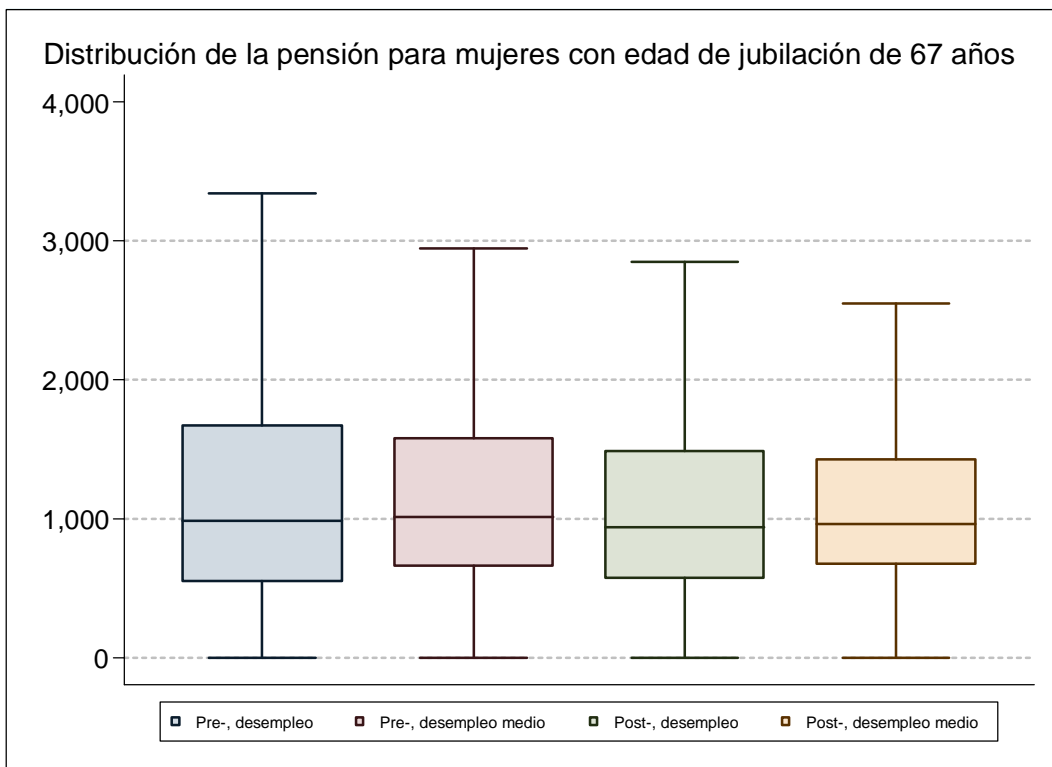 Distribución de la pensión para mujeres con edad de jubilación de 67 años
4,000
3,000
2,000
1,000
0
Pre-, desempleo Pre-, desempleo medio Post-, desempleo Post-, desempleo medio